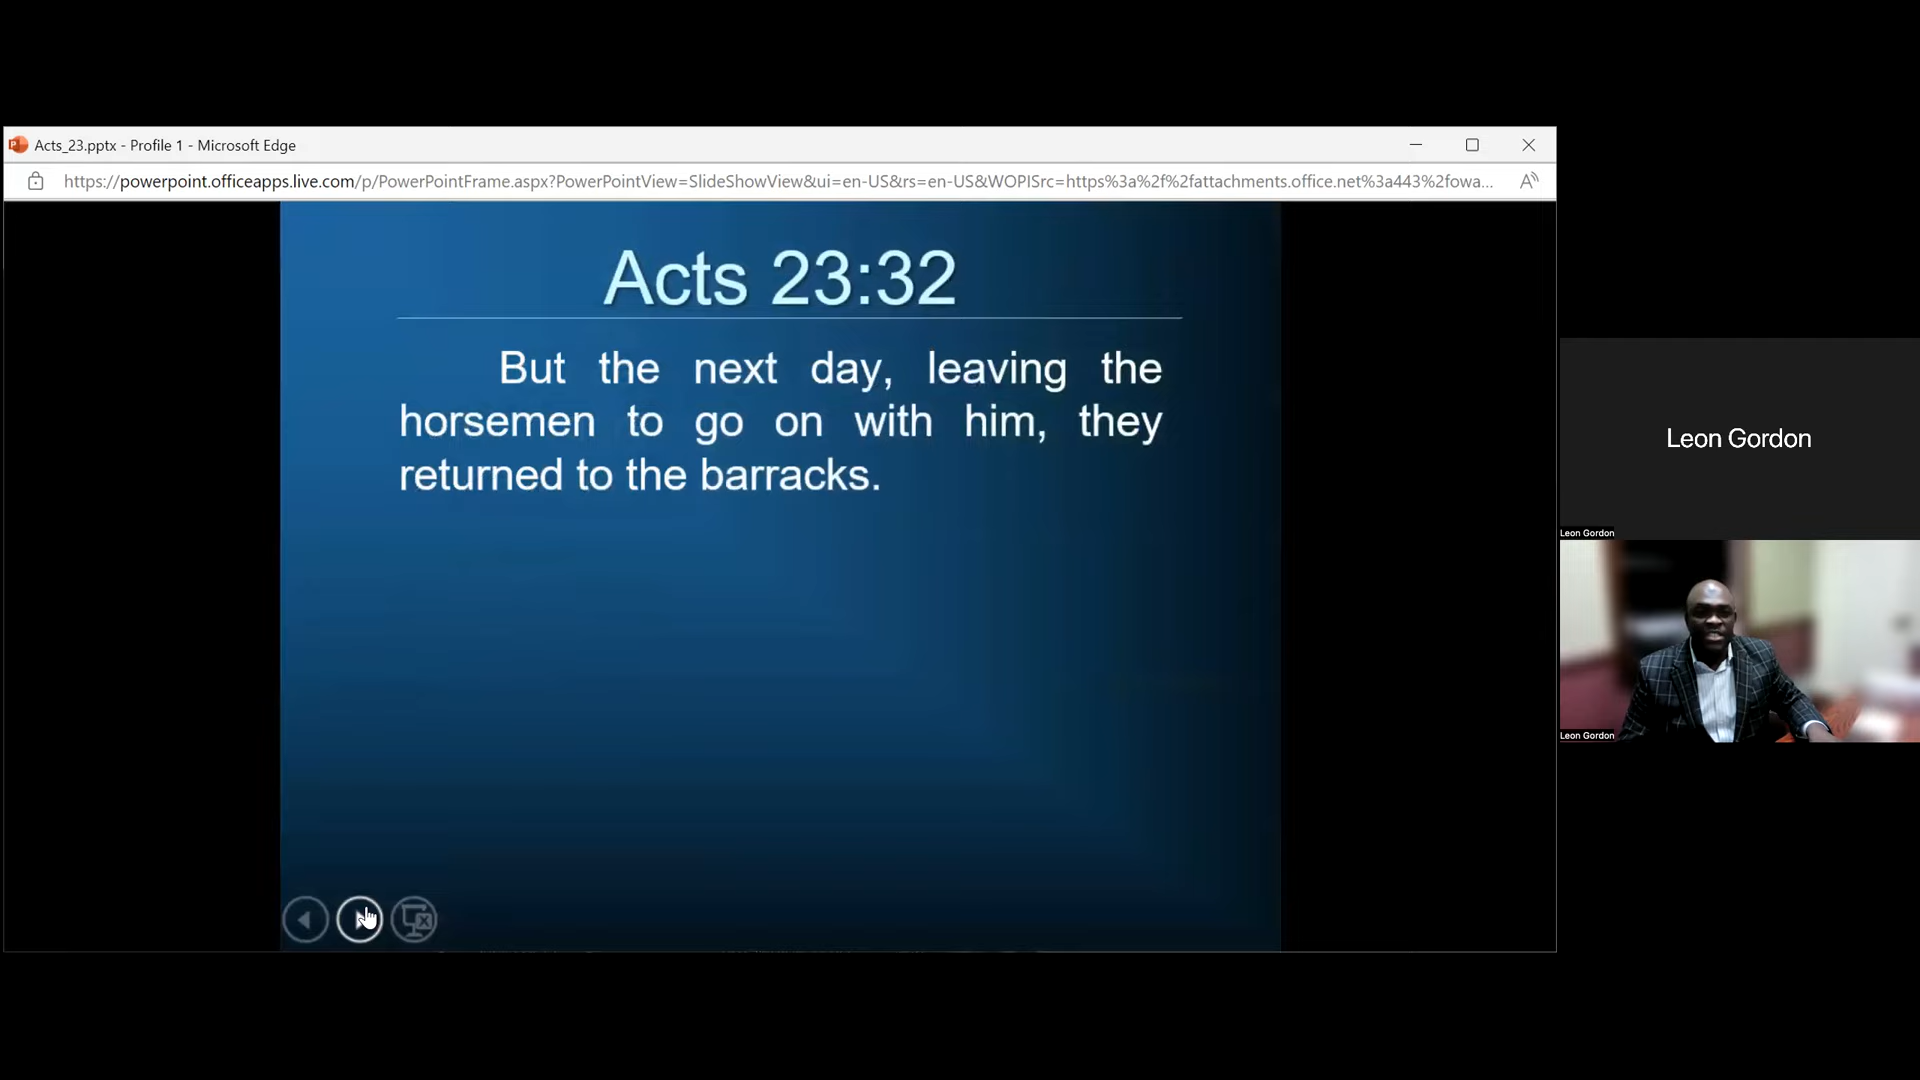 Acts_23.pptx - Profile 1 - Microsoft Edge
https://powerpoint.officeapps.live.com/p/PowerPointFrame.aspx?PowerPointView=SlideShowView&ui=en-US&rs=en-US&WOPISrc=https%3a%2f%2fattachments.office.net%3a443%2fowa...
Acts 23:32
But the next day, leaving the
horsemen to go on with him, they
returned to the barracks.
Leon Gordon
Leon Gordon
Leon Gordon